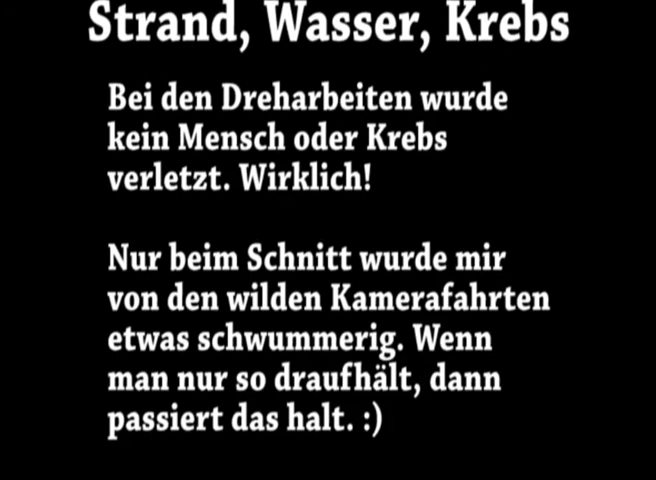 Strand, Wasser, Krebs
Bei den Dreharbeiten wurde
kein Mensch oder Krebs
verletzt. Wirklich!
Nur beim Schnitt wurde mir
von den wilden Kamerafahrten
etwas schwummerig. Wenn
man nur so draufhält, dann
passiert das halt. :)